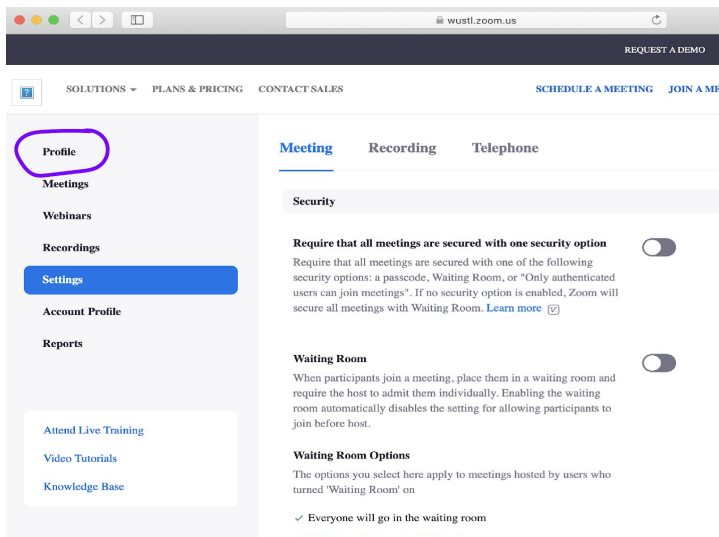 wustl.zoom.us
REQUEST A DEMO
SOLUTIONS PLANS & PRICING CONTACT SALES SCHEDULE A MEETING JOIN A ME
Profile
Meetings
Webinars
Recordings
Settings
Account Profile
Reports
Attend Live Training
Video Tutorials
Knowledge Base
Meeting Recording Telephone
Security
Require that all meetings are secured with one security option
Require that all meetings are secured with one of the following
security options: a passcode, Waiting Room, or "Only authenticated
users can join meetings". If no security option is enabled, Zoom will
secure all meetings with Waiting Room. Learn more
Waiting Room
When participants join a meeting, place them in a waiting room and
require the host to admit them individually. Enabling the waiting
room automatically disables the setting for allowing participants to
join before host.
Waiting Room Options
The options you select here apply to meetings hosted by users who
turned 'Waiting Room' on
Everyone will go in the waiting room